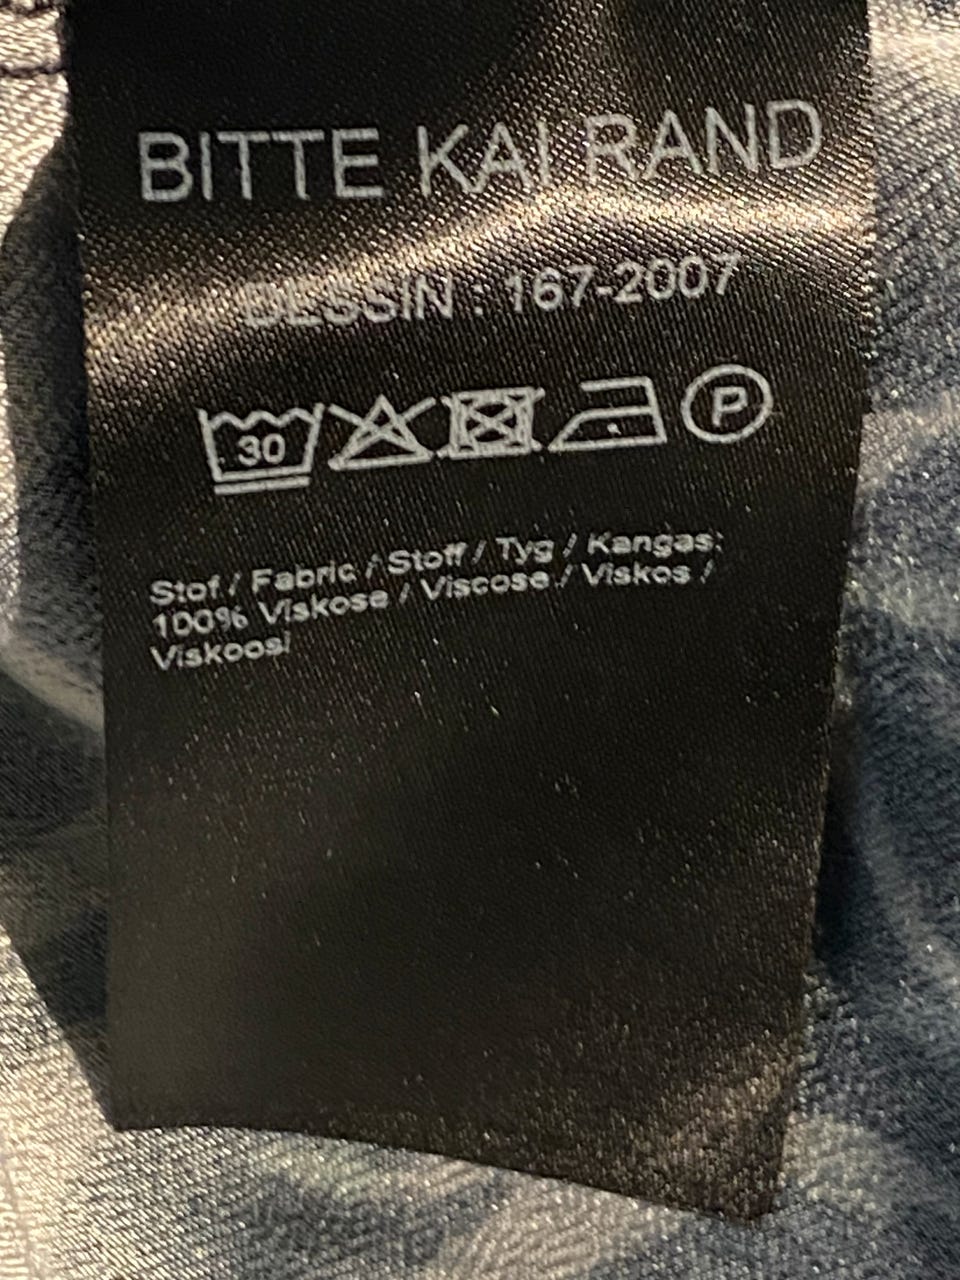 BITTE KAI RAND
DESSIN : 167-2007
30 P
Stof / Fabric / Stoff / Tyg / Kangas:
100% Viskose / Viscose / Viskos /
Viskoosi